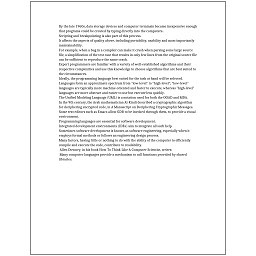 By the late 1960s, data storage devices and computer terminals became inexpensive enough
that programs could be created by typing directly into the computers.
Scripting and breakpointing is also part of this process.
It affects the aspects of quality above, including portability, usability and most importantly
maintainability.
For example, when a bug in a compiler can make it crash when parsing some large source
file, a simplification of the test case that results in only few lines from the original source file
can be sufficient to reproduce the same crash.
Expert programmers are familiar with a variety of well-established algorithms and their
respective complexities and use this knowledge to choose algorithms that are best suited to
the circumstances.
Ideally, the programming language best suited for the task at hand will be selected.
Languages form an approximate spectrum from "low-level" to "high-level"; "low-level"
languages are typically more machine-oriented and faster to execute, whereas "high-level"
languages are more abstract and easier to use but execute less quickly.
The Unified Modeling Language (UML) is a notation used for both the OOAD and MDA.
In the 9th century, the Arab mathematician Al-Kindi described a cryptographic algorithm
for deciphering encrypted code, in A Manuscript on Deciphering Cryptographic Messages.
Some text editors such as Emacs allow GDB to be invoked through them, to provide a visual
environment.
Programming languages are essential for software development.
Integrated development environments (IDEs) aim to integrate all such help.
Sometimes software development is known as software engineering, especially when it
employs formal methods or follows an engineering design process.
Many factors, having little or nothing to do with the ability of the computer to efficiently
compile and execute the code, contribute to readability.
Allen Downey, in his book How To Think Like A Computer Scientist, writes:
Many computer languages provide a mechanism to call functions provided by shared
libraries.